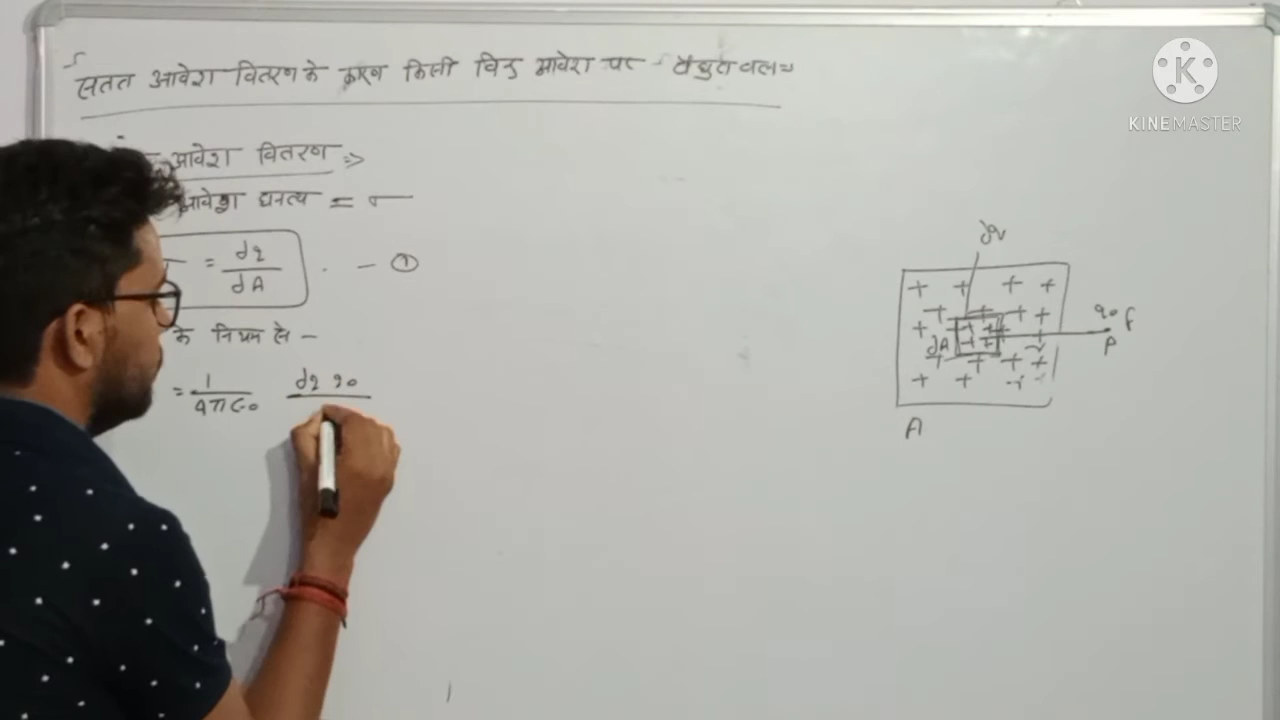 सतत आवेश वितरण के कारण किसी बिन्दु आवेश पर वैद्युत बल
आवेश वितरण ⇒
आवेश घनत्व = σ
= dq/dA - ①
के नियम से -
= 1/4πε₀ dq q₀
dq
+ + + +
+ + + +
+ + + + +
dA
q₀ F
P
+ + + +
+ + + +
A
KINEMASTER